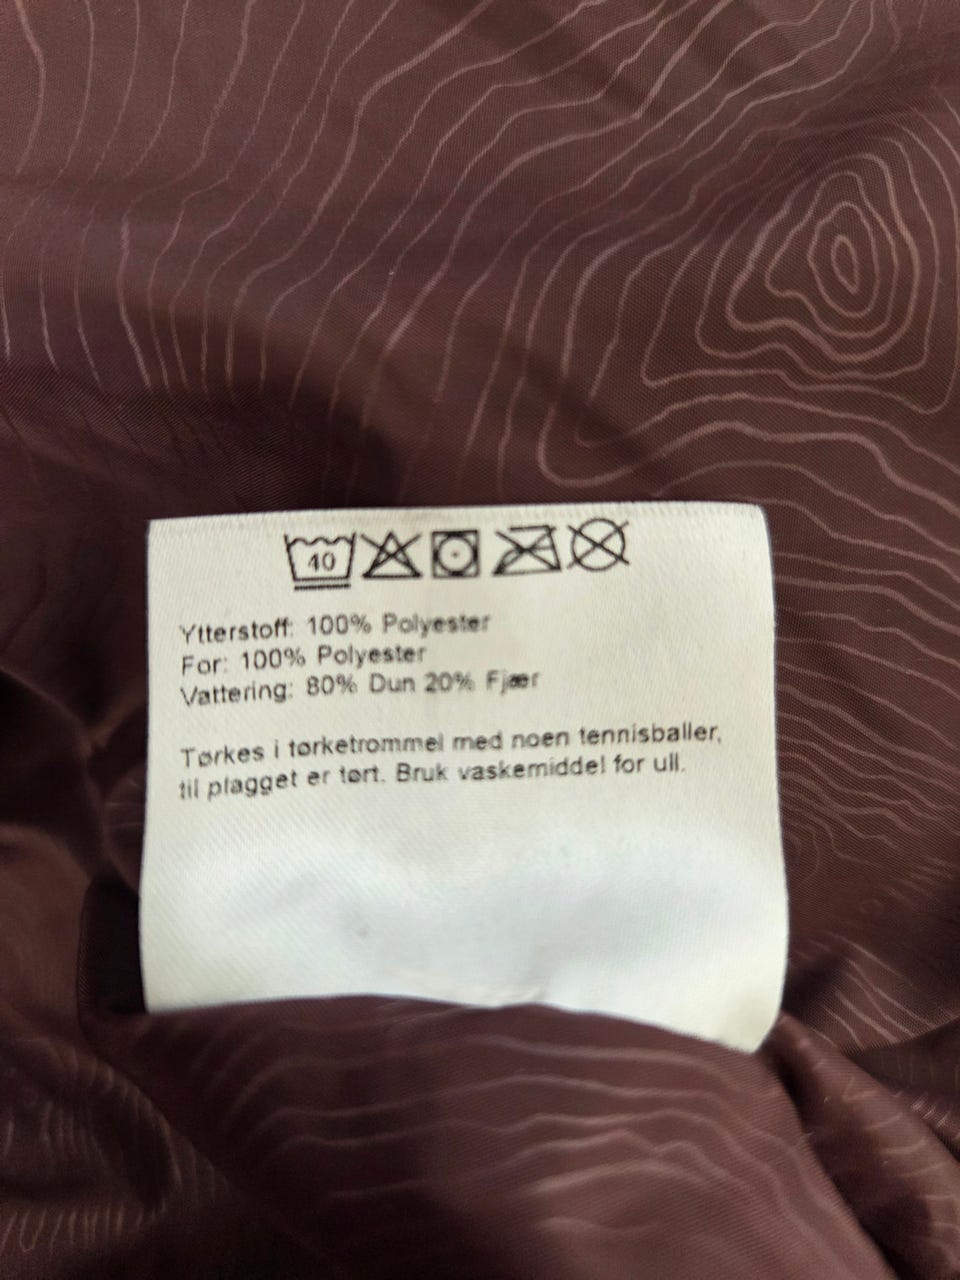 40
Ytterstoff: 100% Polyester
For: 100% Polyester
Vattering: 80% Dun 20% Fjær
Tørkes i tørketrommel med noen tennisballer,
til plagget er tørt. Bruk vaskemiddel for ull.